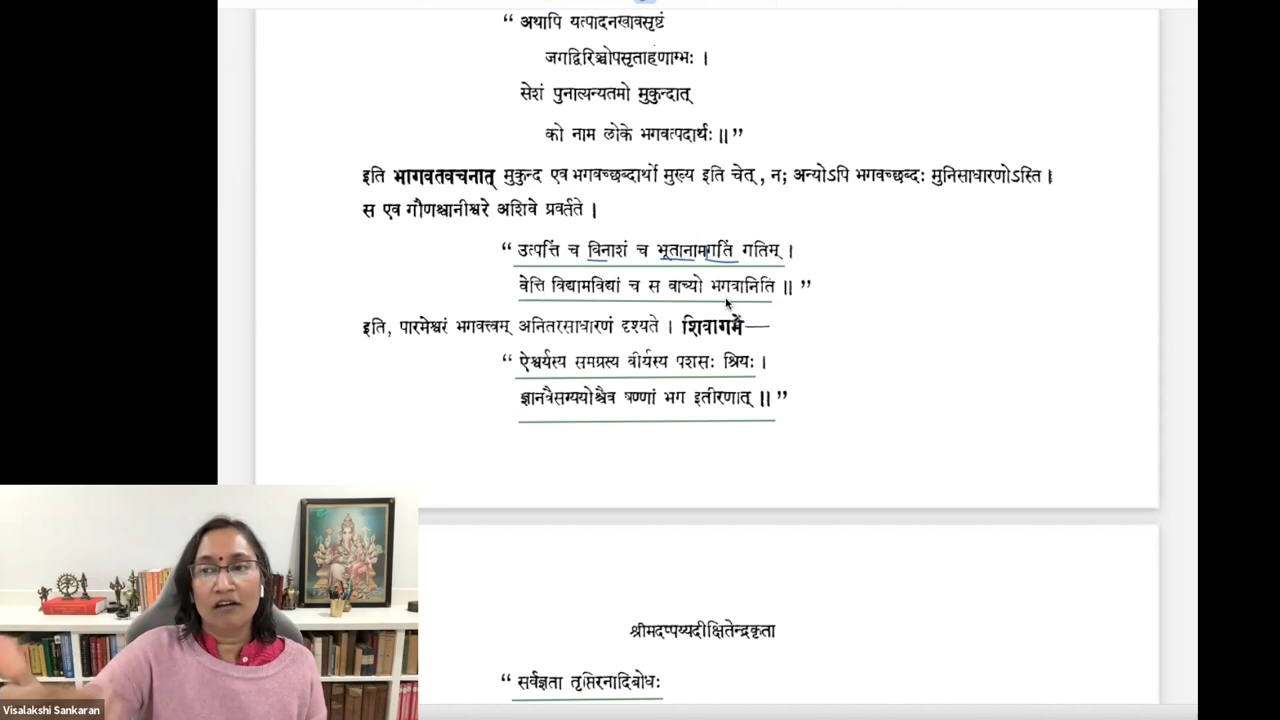 “ अथापि यत्पादनखावसृष्टं
जगद्विरिञ्चोपसृतार्हणाम्भः ।
सेशं पुनात्यन्यतमो मुकुन्दात्
को नाम लोके भगवत्पदार्थः ॥ ”
इति भागवतवचनात् मुकुन्द एव भगवच्छब्दार्थो मुख्य इति चेत् , न; अन्योऽपि भगवच्छब्दः मुनिसाधारणोऽस्ति ।
स एव गौणश्चानीश्वरे अशिवे प्रवर्तते ।
“ उत्पत्तिं च विनाशं च भूतानामगतिं गतिम् ।
वेत्ति विद्यामविद्यां च स वाच्यो भगवानिति ॥ ”
इति, पारमेश्वरं भगवत्त्वम् अनितरसाधारणं दृश्यते । शिवागमे—
“ ऐश्वर्यस्य समग्रस्य वीर्यस्य यशसः श्रियः ।
ज्ञानवैराग्ययोश्चैव षण्णां भग इतीरणात् ॥ ”
श्रीमदप्पय्यदीक्षितेन्द्रकृता
“ सर्वज्ञता तृप्तिरनादिबोधः
Visalakshi Sankaran